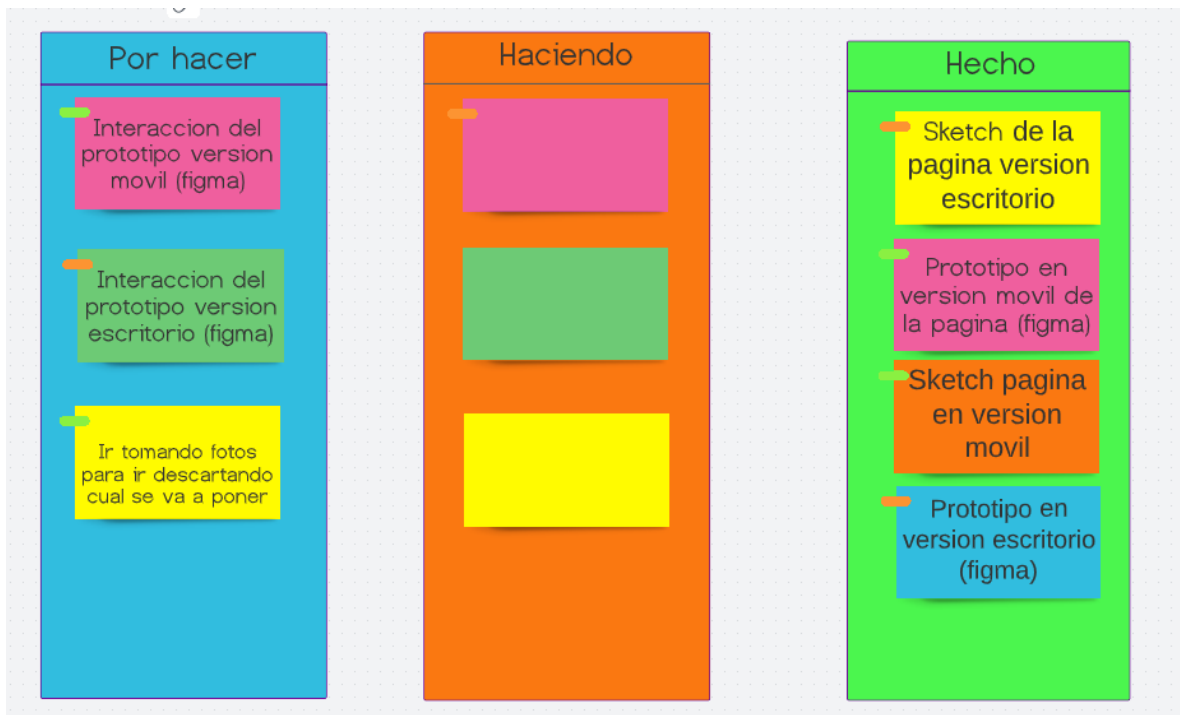 Por hacer
Interaccion del
prototipo version
movil (figma)
Interaccion del
prototipo version
escritorio (figma)
Ir tomando fotos
para ir descartando
cual se va a poner
Haciendo
Hecho
Sketch de la
pagina version
escritorio
Prototipo en
version movil de
la pagina (figma)
Sketch pagina
en version
movil
Prototipo en
version escritorio
(figma)